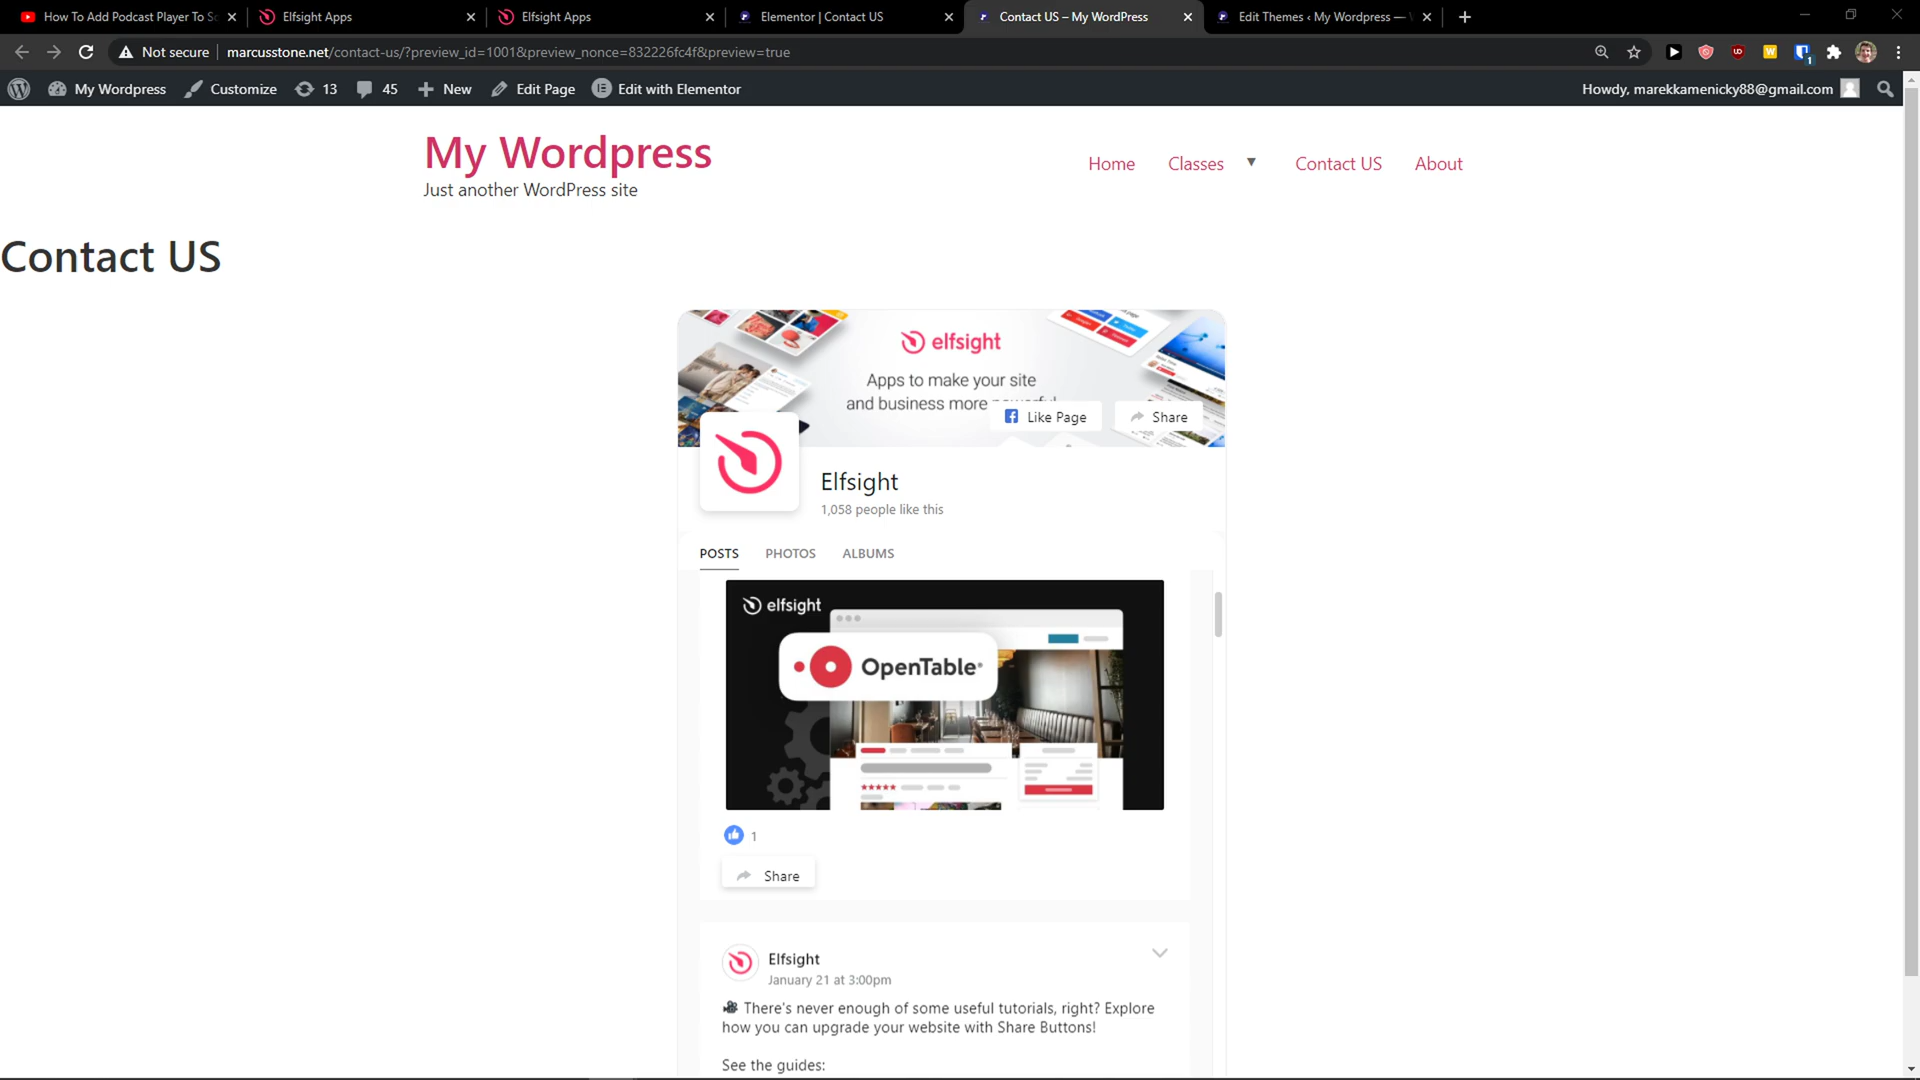 How To Add Podcast Player To Sc
Elfsight Apps
Elfsight Apps
Elementor | Contact US
Contact US – My WordPress
Edit Themes ‹ My Wordpress —
Not secure
marcusstone.net/contact-us/?preview_id=1001&preview_nonce=832226fc4f&preview=true
My Wordpress
Customize
13
45
New
Edit Page
Edit with Elementor
Howdy, marekkamenicky88@gmail.com
My Wordpress
Just another WordPress site
Home
Classes
Contact US
About
Contact US
elfsight
Apps to make your site
and business more powerful
Like Page
Share
Elfsight
1,058 people like this
POSTS
PHOTOS
ALBUMS
elfsight
OpenTable
1
Share
Elfsight
January 21 at 3:00pm
There's never enough of some useful tutorials, right? Explore
how you can upgrade your website with Share Buttons!
See the guides: